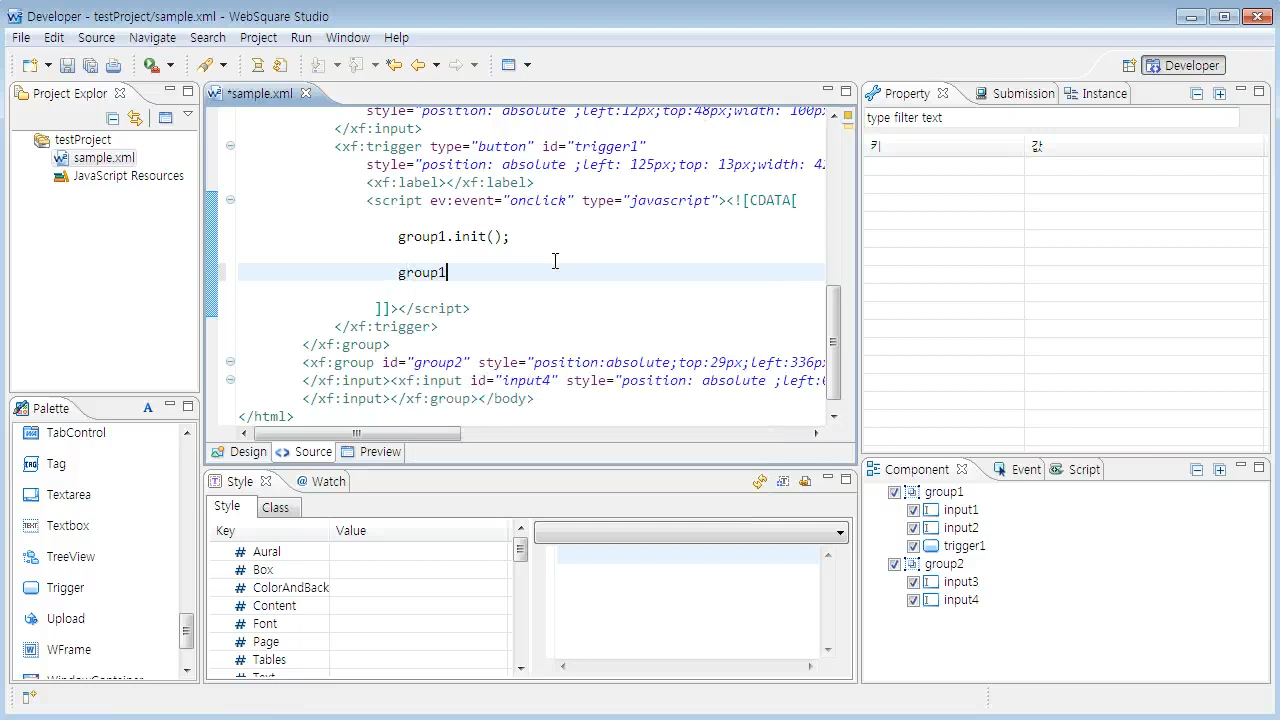 Developer - testProject/sample.xml - WebSquare Studio
File Edit Source Navigate Search Project Run Window Help
Developer
Project Explor
testProject
sample.xml
JavaScript Resources
*sample.xml
style="position: absolute ;left:12px;top:48px;width: 100p
</xf:input>
<xf:trigger type="button" id="trigger1"
style="position: absolute ;left: 125px;top: 13px;width: 4
<xf:label></xf:label>
<script ev:event="onclick" type="javascript"><![CDATA[
group1.init();
group1
]]></script>
</xf:trigger>
</xf:group>
<xf:group id="group2" style="position:absolute;top:29px;left:336px
</xf:input><xf:input id="input4" style="position: absolute ;left:
</xf:input></xf:group></body>
</html>
Design Source Preview
Property Submission Instance
type filter text
키 값
Palette
TabControl
Tag
Textarea
Textbox
TreeView
Trigger
Upload
WFrame
Style Watch
Style Class
Key Value
Aural
Box
ColorAndBack
Content
Font
Page
Tables
Component Event Script
group1
input1
input2
trigger1
group2
input3
input4